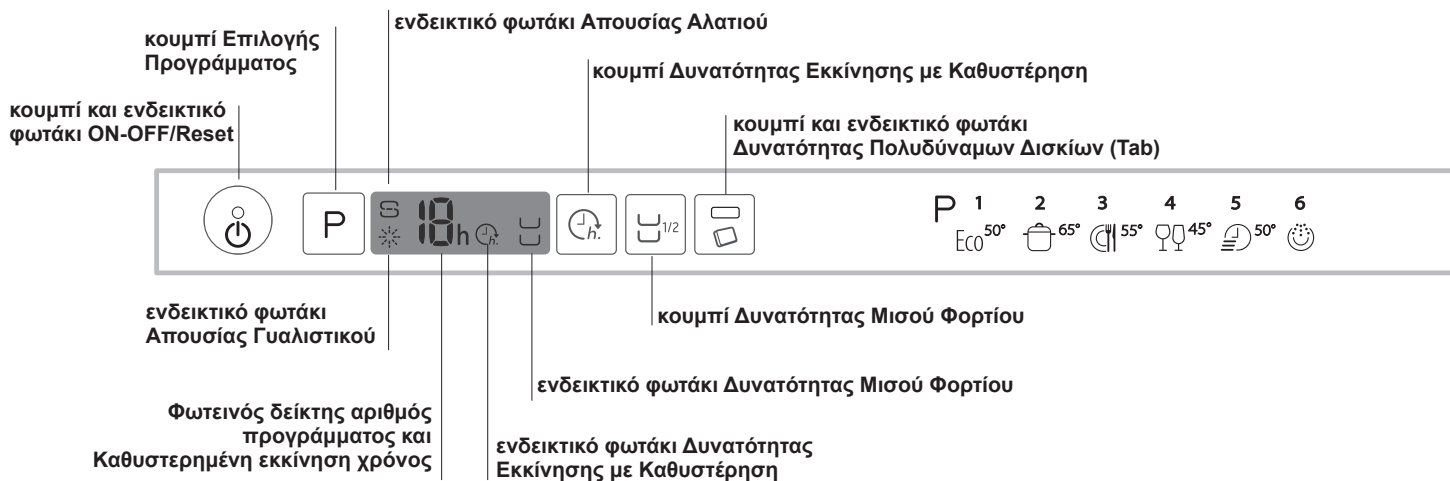 ενδεικτικό φωτάκι Απουσίας Αλατιού
κουμπί Επιλογής
Προγράμματος
κουμπί Δυνατότητας Εκκίνησης με Καθυστέρηση
κουμπί και ενδεικτικό
φωτάκι ON-OFF/Reset
κουμπί και ενδεικτικό φωτάκι
Δυνατότητας Πολυδύναμων Δισκίων (Tab)
P S 18h h. h. 1/2 P 1 2 3 4 5 6
Eco 50° 65° 55° 45° 50°
ενδεικτικό φωτάκι
Απουσίας Γυαλιστικού
κουμπί Δυνατότητας Μισού Φορτίου
ενδεικτικό φωτάκι Δυνατότητας Μισού Φορτίου
Φωτεινός δείκτης αριθμός
προγράμματος και
Καθυστερημένη εκκίνηση χρόνος
ενδεικτικό φωτάκι Δυνατότητας
Εκκίνησης με Καθυστέρηση